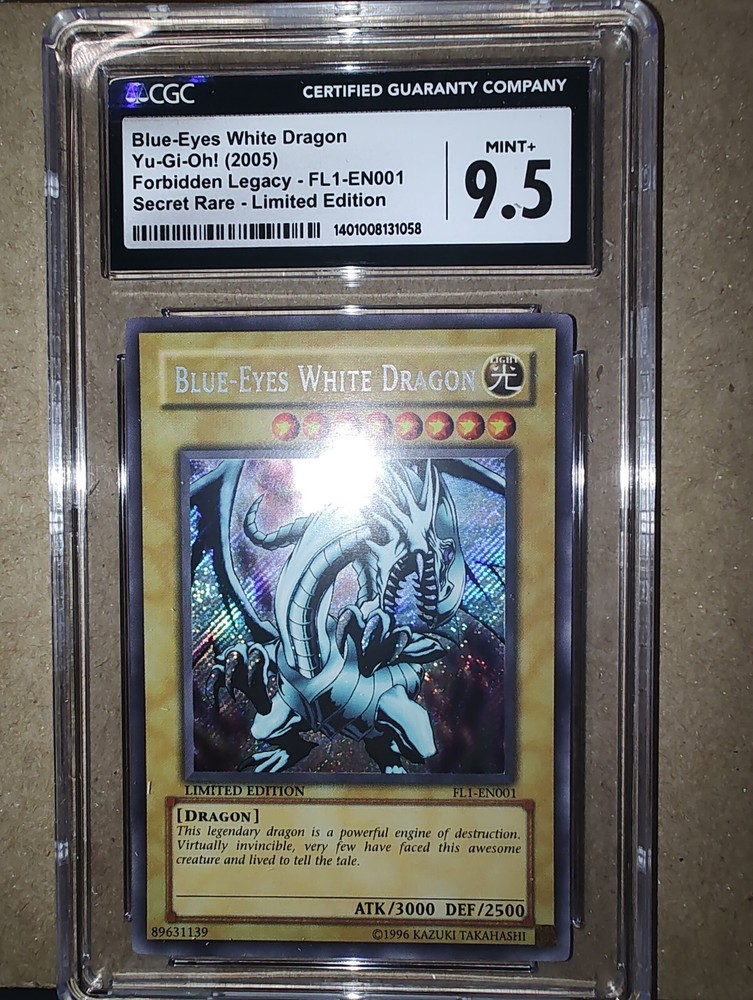 CGC CERTIFIED GUARANTY COMPANY
Blue-Eyes White Dragon
Yu-Gi-Oh! (2005)
Forbidden Legacy - FL1-EN001
Secret Rare - Limited Edition
1401008131058
MINT+
9.5
BLUE-EYES WHITE DRAGON
LIGHT
光
LIMITED EDITION FL1-EN001
[DRAGON]
This legendary dragon is a powerful engine of destruction.
Virtually invincible, very few have faced this awesome
creature and lived to tell the tale.
ATK/3000 DEF/2500
89631139 ©1996 KAZUKI TAKAHASHI